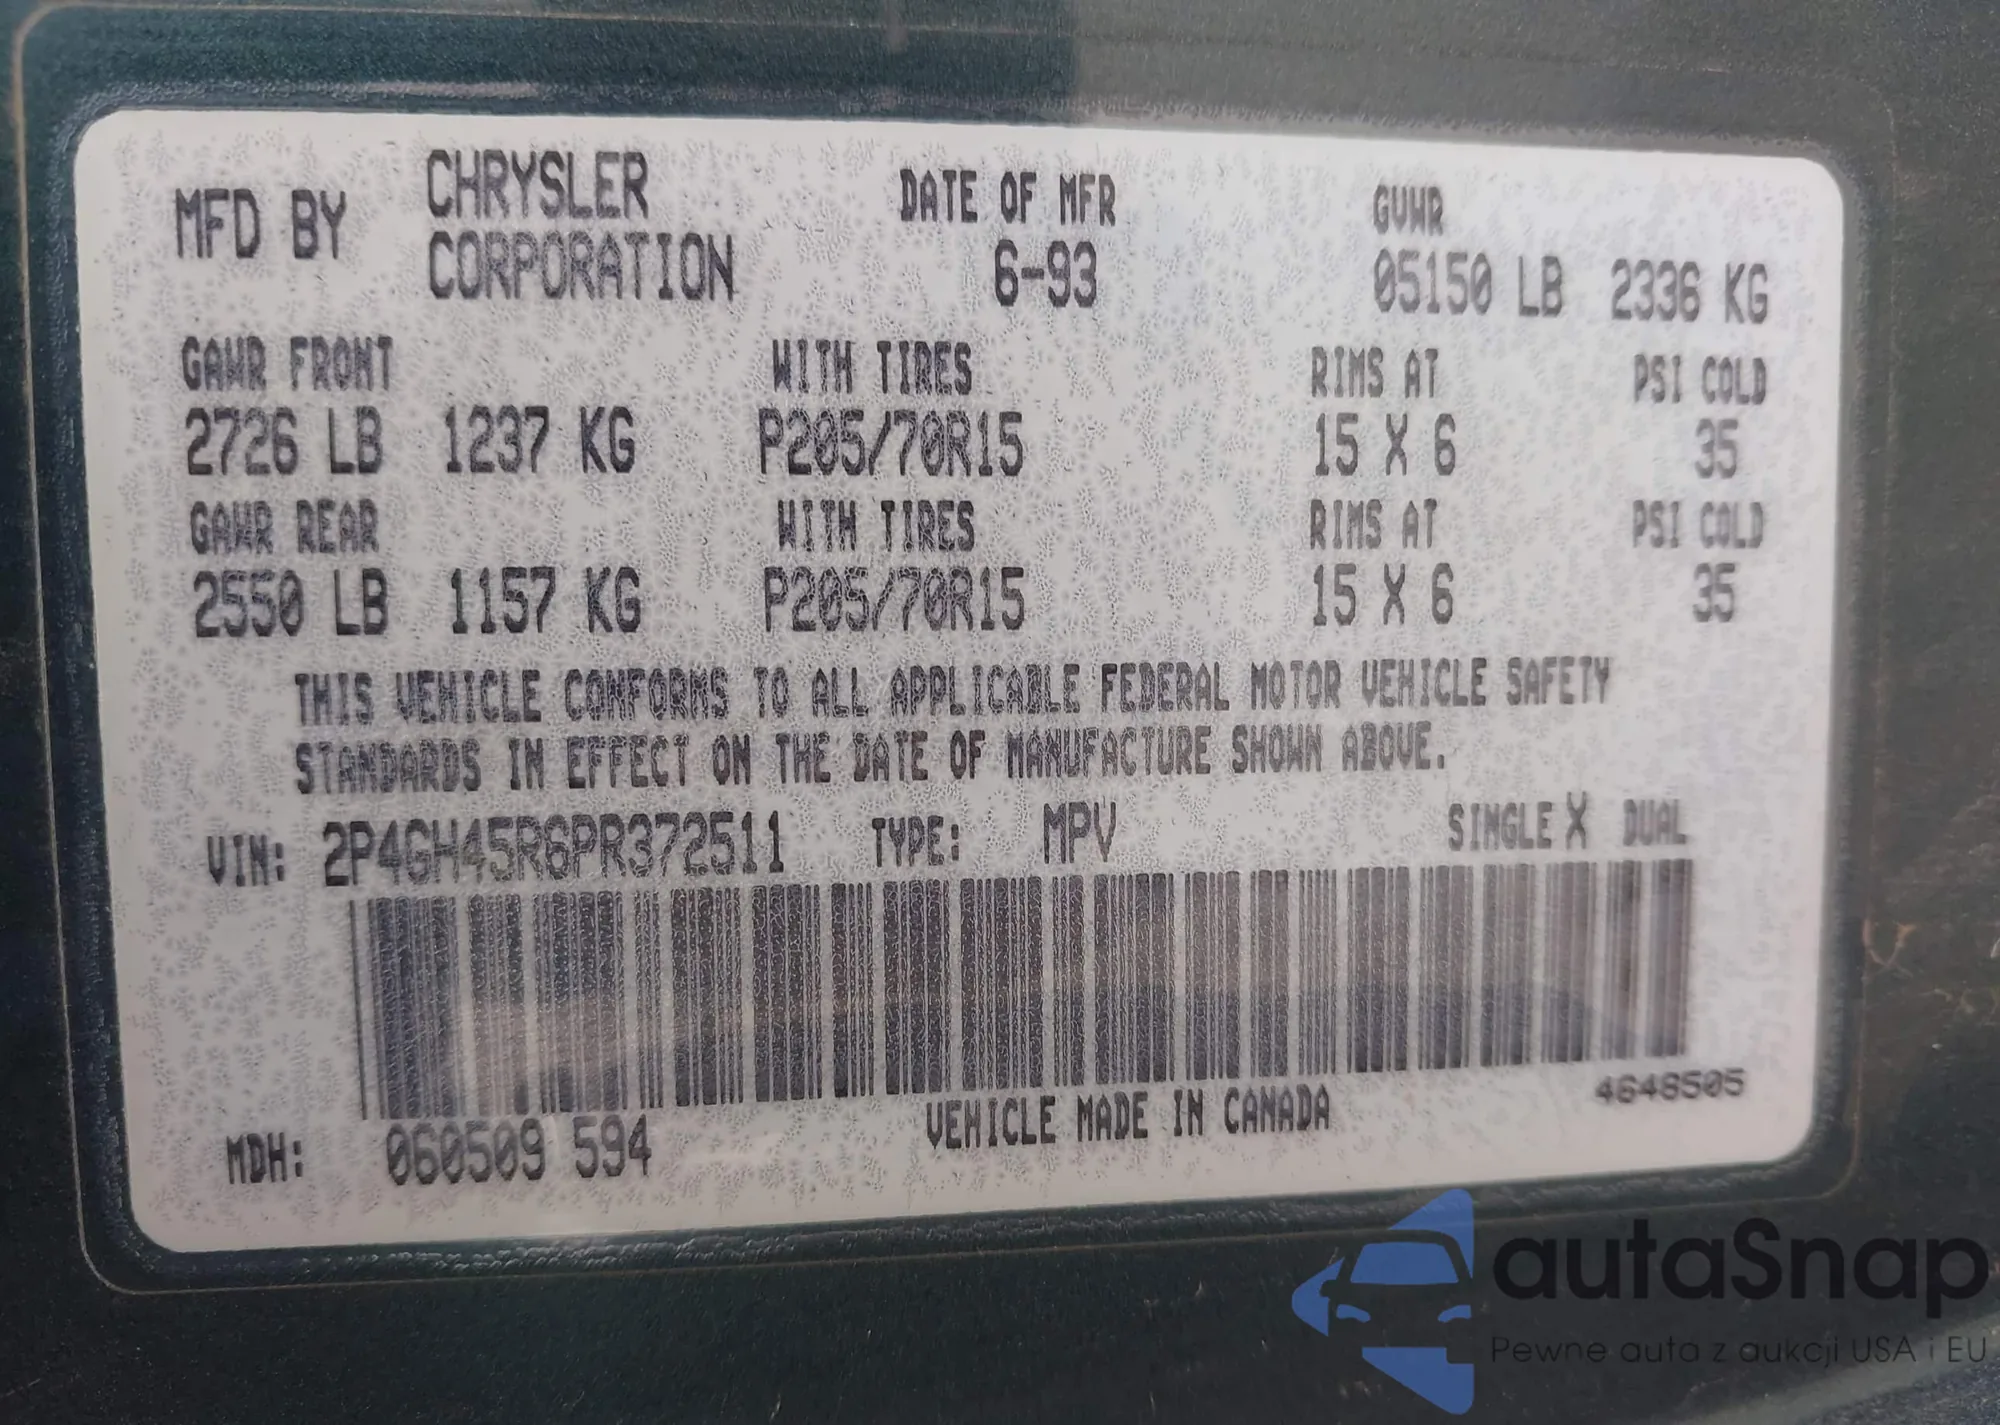 MFD BY CHRYSLER CORPORATION DATE OF MFR 6-93 GVWR 05150 LB 2336 KG
GAWR FRONT WITH TIRES RIMS AT PSI COLD
2726 LB 1237 KG P205/70R15 15 X 6 35
GAWR REAR WITH TIRES RIMS AT PSI COLD
2550 LB 1157 KG P205/70R15 15 X 6 35
THIS VEHICLE CONFORMS TO ALL APPLICABLE FEDERAL MOTOR VEHICLE SAFETY
STANDARDS IN EFFECT ON THE DATE OF MANUFACTURE SHOWN ABOVE.
VIN: 2P4GH45R6PR372511 TYPE: MPV SINGLE X DUAL
MDH: 060509 594 VEHICLE MADE IN CANADA 4648505
autaSnap
Pewne auta z aukcji USA i EU